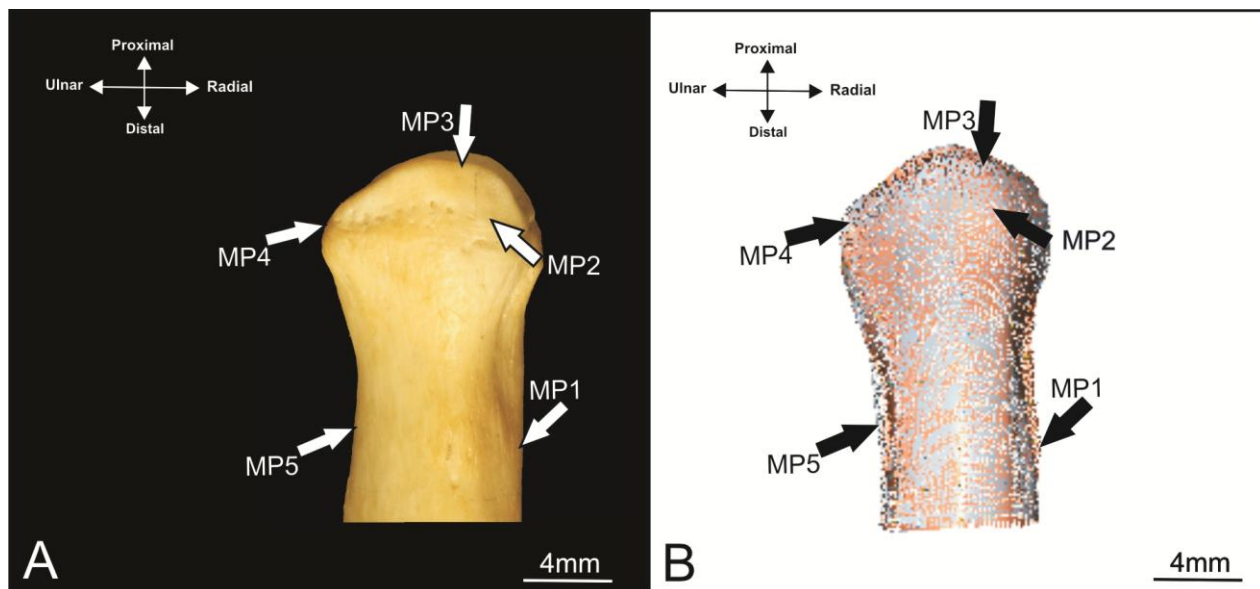 Proximal
Ulnar
Radial
Distal
MP3
MP4
MP2
MP1
MP5
A
4mm
Proximal
Ulnar
Radial
Distal
MP3
MP4
MP2
MP1
MP5
B
4mm